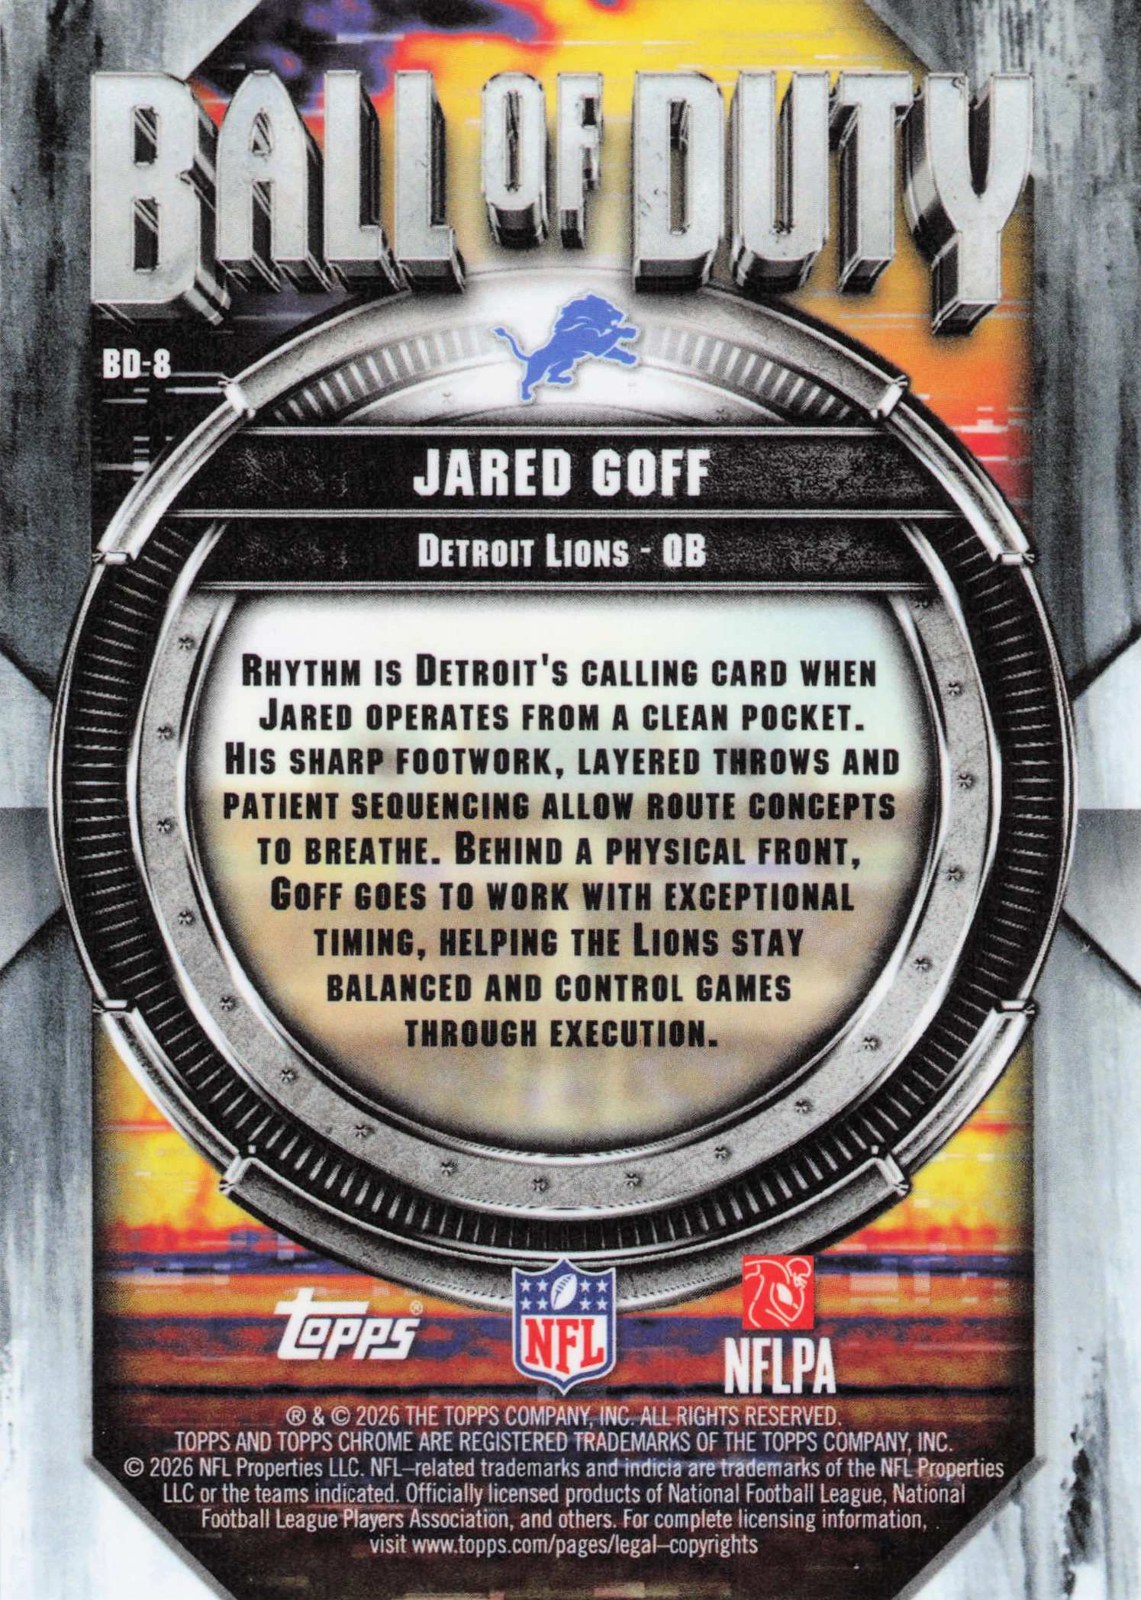 BALL OF DUTY
BD-8
JARED GOFF
DETROIT LIONS - QB
RHYTHM IS DETROIT'S CALLING CARD WHEN
JARED OPERATES FROM A CLEAN POCKET.
HIS SHARP FOOTWORK, LAYERED THROWS AND
PATIENT SEQUENCING ALLOW ROUTE CONCEPTS
TO BREATHE. BEHIND A PHYSICAL FRONT,
GOFF GOES TO WORK WITH EXCEPTIONAL
TIMING, HELPING THE LIONS STAY
BALANCED AND CONTROL GAMES
THROUGH EXECUTION.
topps®
NFL
NFLPA
® & © 2026 THE TOPPS COMPANY, INC. ALL RIGHTS RESERVED.
TOPPS AND TOPPS CHROME ARE REGISTERED TRADEMARKS OF THE TOPPS COMPANY, INC.
© 2026 NFL Properties LLC. NFL–related trademarks and indicia are trademarks of the NFL Properties
LLC or the teams indicated. Officially licensed products of National Football League, National
Football League Players Association, and others. For complete licensing information,
visit www.topps.com/pages/legal–copyrights